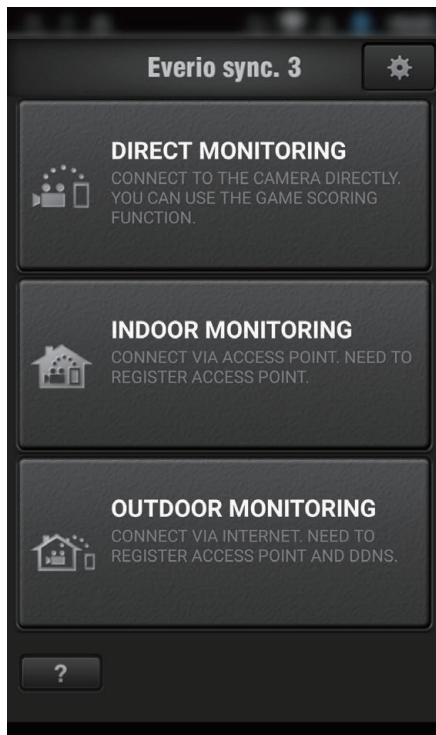 Everio sync. 3
DIRECT MONITORING
CONNECT TO THE CAMERA DIRECTLY.
YOU CAN USE THE GAME SCORING
FUNCTION.
INDOOR MONITORING
CONNECT VIA ACCESS POINT. NEED TO
REGISTER ACCESS POINT.
OUTDOOR MONITORING
CONNECT VIA INTERNET. NEED TO
REGISTER ACCESS POINT AND DDNS.
?